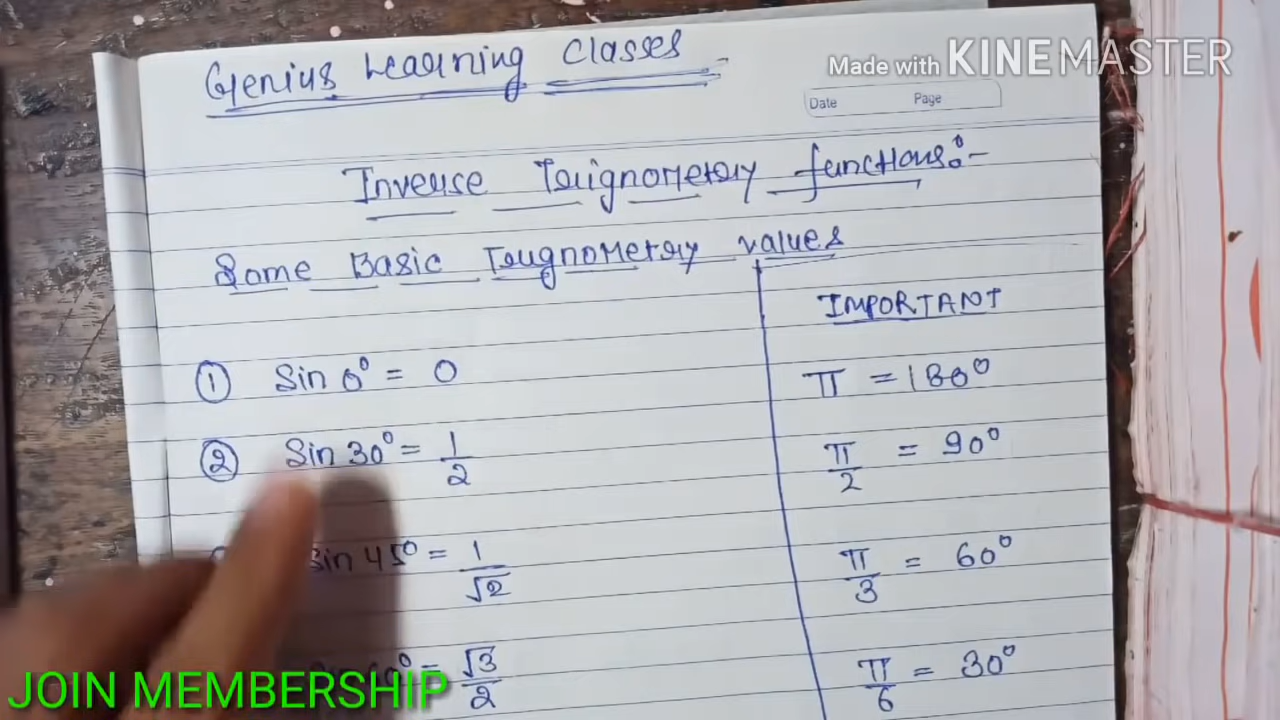 Genius Learning Classes
Made with KINEMASTER
Date Page
Inverse Trignometry functions:-
Some Basic Trignometry values
IMPORTANT
① Sin 0° = 0
π = 180°
② Sin 30° = 1/2
π/2 = 90°
Sin 45° = 1/√2
π/3 = 60°
= √3/2
π/6 = 30°
JOIN MEMBERSHIP